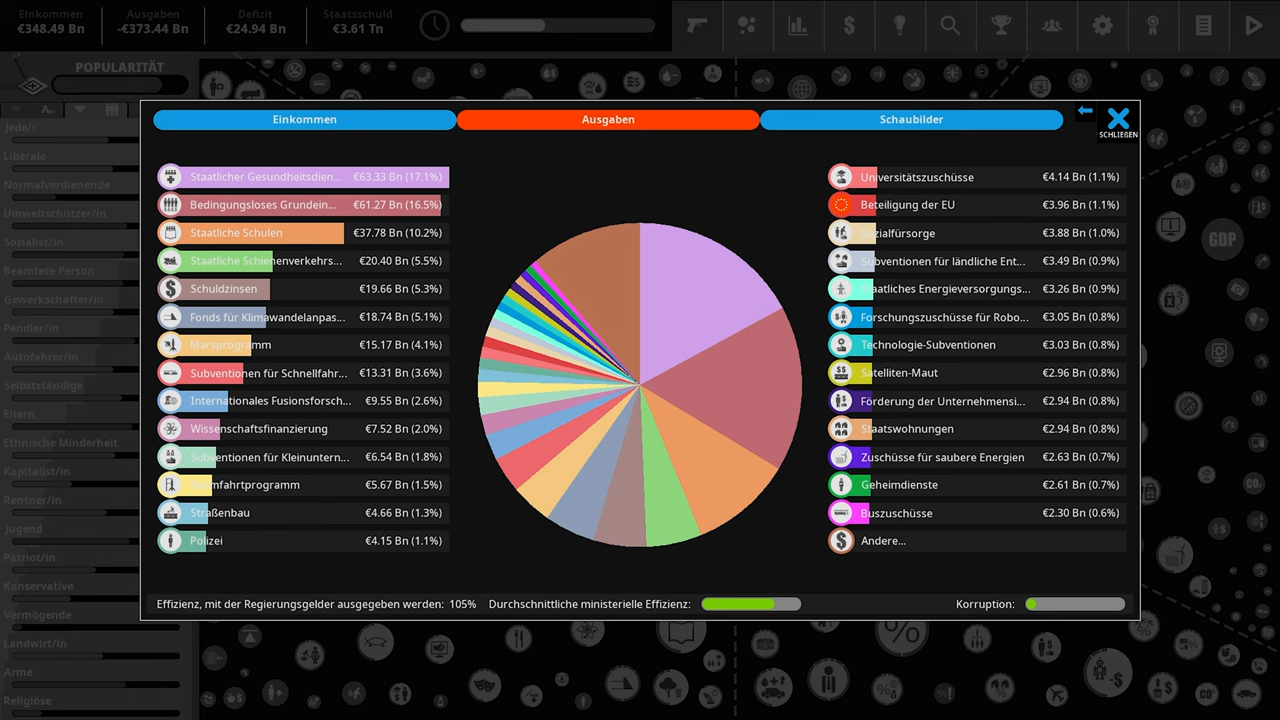 Einkommen
€348.49 Bn
Ausgaben
-€373.44 Bn
Defizit
€24.94 Bn
Staatsschuld
€3.61 Tn
POPULARITÄT
Jede/r
Liberale
Normalverdienende
Umweltschützer/in
Sozialist/in
Beamtete Person
Gewerkschafter/in
Pendler/in
Autofahrer/in
Selbstständige
Eltern
Ethnische Minderheit
Kapitalist/in
Rentner/in
Jugend
Patriot/in
Konservative
Vermögende
Landwirt/in
Arme
Religiöse
Einkommen
Ausgaben
Schaubilder
SCHLIEßEN
Staatlicher Gesundheitsdien... €63.33 Bn (17.1%)
Bedingungsloses Grundein... €61.27 Bn (16.5%)
Staatliche Schulen €37.78 Bn (10.2%)
Staatliche Schienenverkehrs... €20.40 Bn (5.5%)
Schuldzinsen €19.66 Bn (5.3%)
Fonds für Klimawandelanpas... €18.74 Bn (5.1%)
Marsprogramm €15.17 Bn (4.1%)
Subventionen für Schnellfahr... €13.31 Bn (3.6%)
Internationales Fusionsforsch... €9.55 Bn (2.6%)
Wissenschaftsfinanzierung €7.52 Bn (2.0%)
Subventionen für Kleinuntern... €6.54 Bn (1.8%)
Raumfahrtprogramm €5.67 Bn (1.5%)
Straßenbau €4.66 Bn (1.3%)
Polizei €4.15 Bn (1.1%)
Universitätszuschüsse €4.14 Bn (1.1%)
Beteiligung der EU €3.96 Bn (1.1%)
Sozialfürsorge €3.88 Bn (1.0%)
Subventionen für ländliche Ent... €3.49 Bn (0.9%)
Staatliches Energieversorgungs... €3.26 Bn (0.9%)
Forschungszuschüsse für Robo... €3.05 Bn (0.8%)
Technologie-Subventionen €3.03 Bn (0.8%)
Satelliten-Maut €2.96 Bn (0.8%)
Förderung der Unternehmensi... €2.94 Bn (0.8%)
Staatswohnungen €2.94 Bn (0.8%)
Zuschüsse für saubere Energien €2.63 Bn (0.7%)
Geheimdienste €2.61 Bn (0.7%)
Buszuschüsse €2.30 Bn (0.6%)
Andere...
GDP
Effizienz, mit der Regierungsgelder ausgegeben werden: 105% Durchschnittliche ministerielle Effizienz: Korruption: